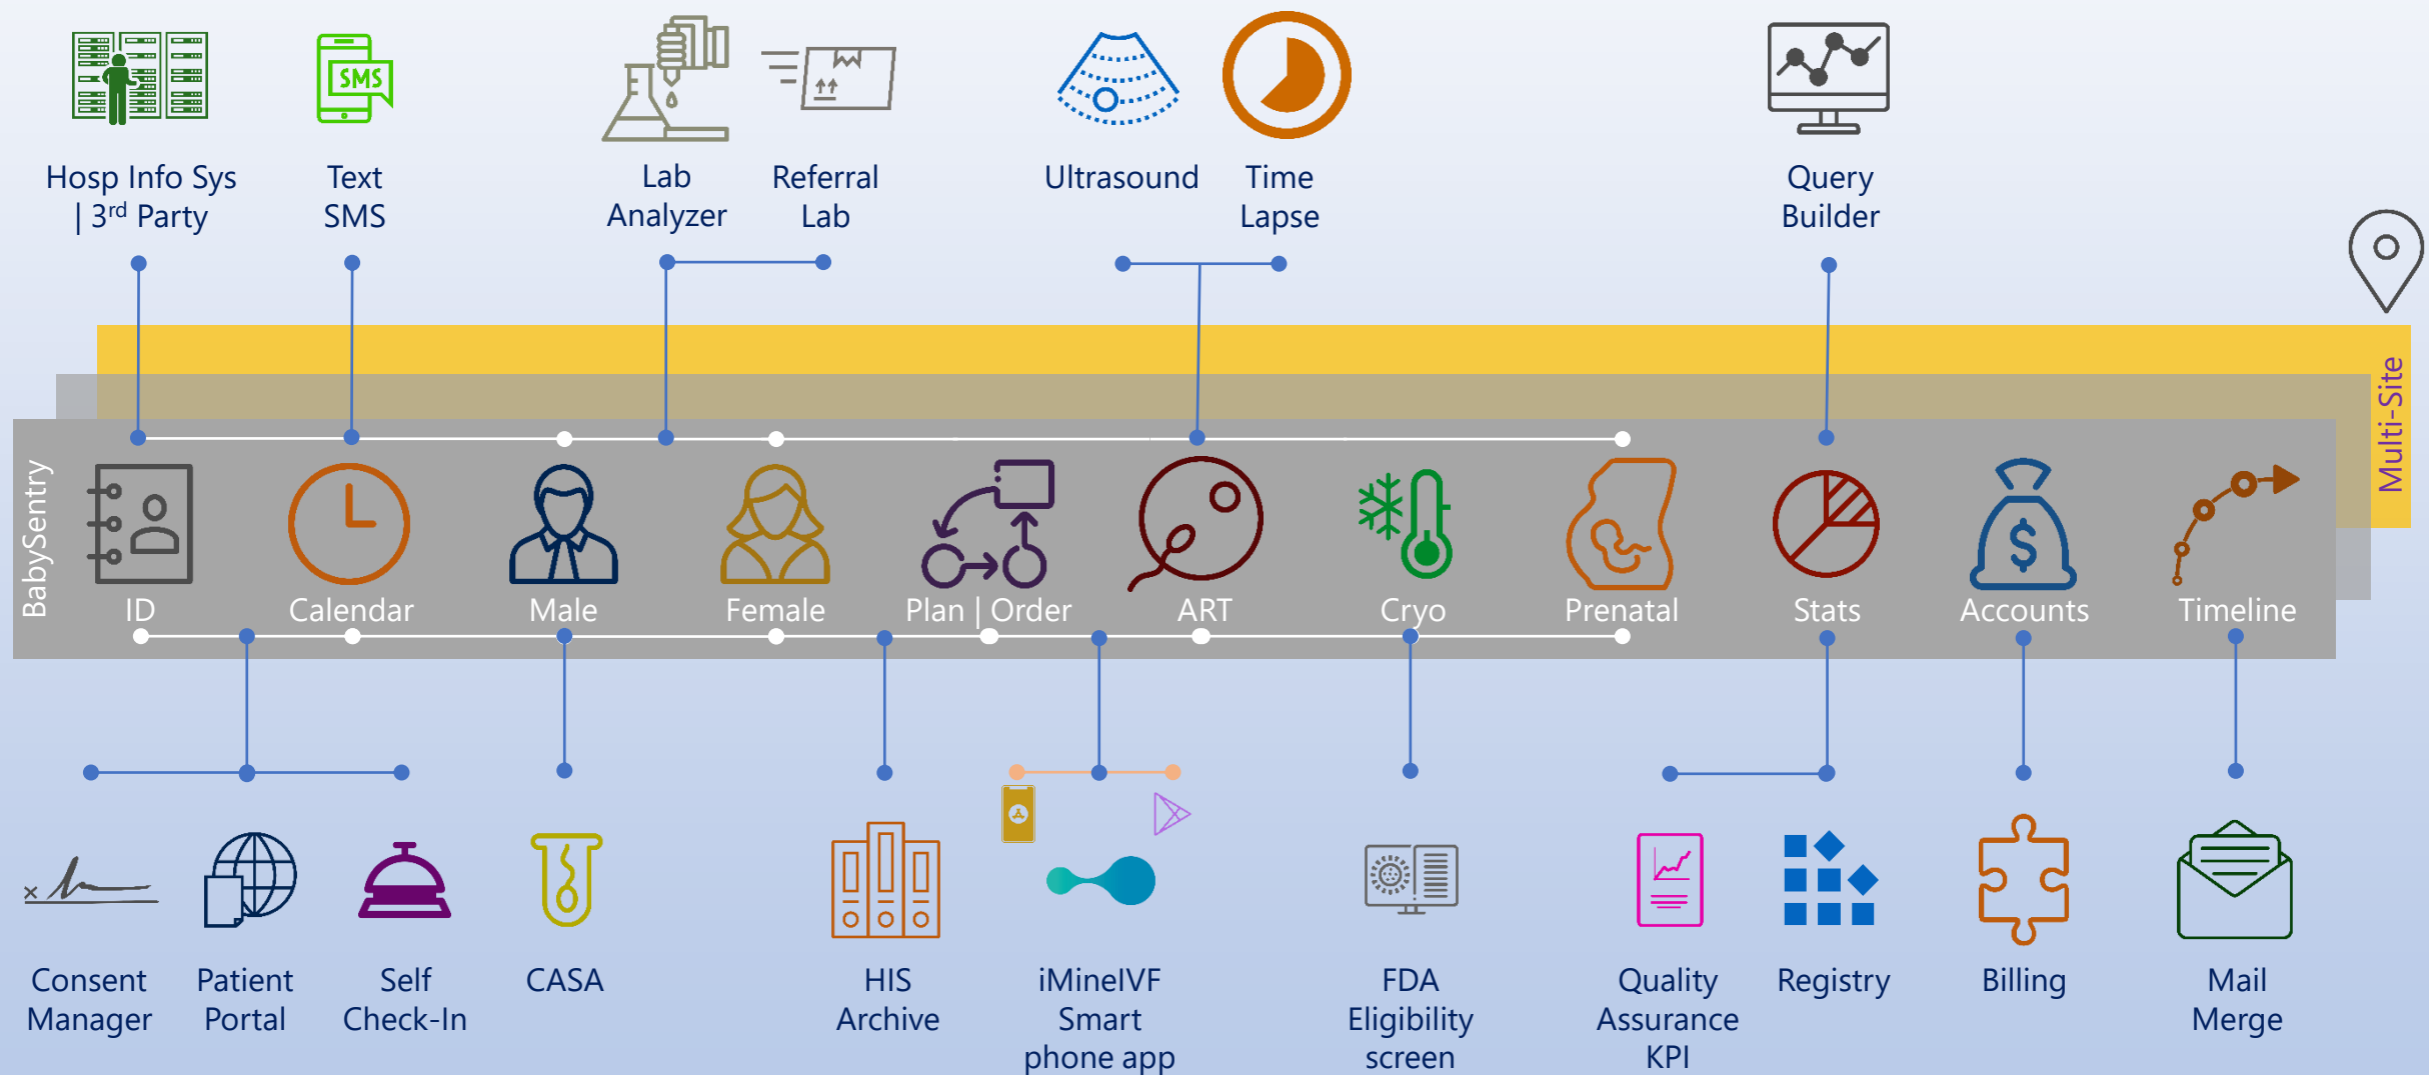 SMS
Hosp Info Sys
| 3rd Party
Text
SMS
Lab
Analyzer
Referral
Lab
Ultrasound
Time
Lapse
Query
Builder
Multi-Site
BabySentry
ID
Calendar
Male
Female
Plan | Order
ART
Cryo
Prenatal
Stats
Accounts
Timeline
$
x
Consent
Manager
Patient
Portal
Self
Check-In
CASA
HIS
Archive
iMineIVF
Smart
phone app
FDA
Eligibility
screen
Quality
Assurance
KPI
Registry
Billing
Mail
Merge